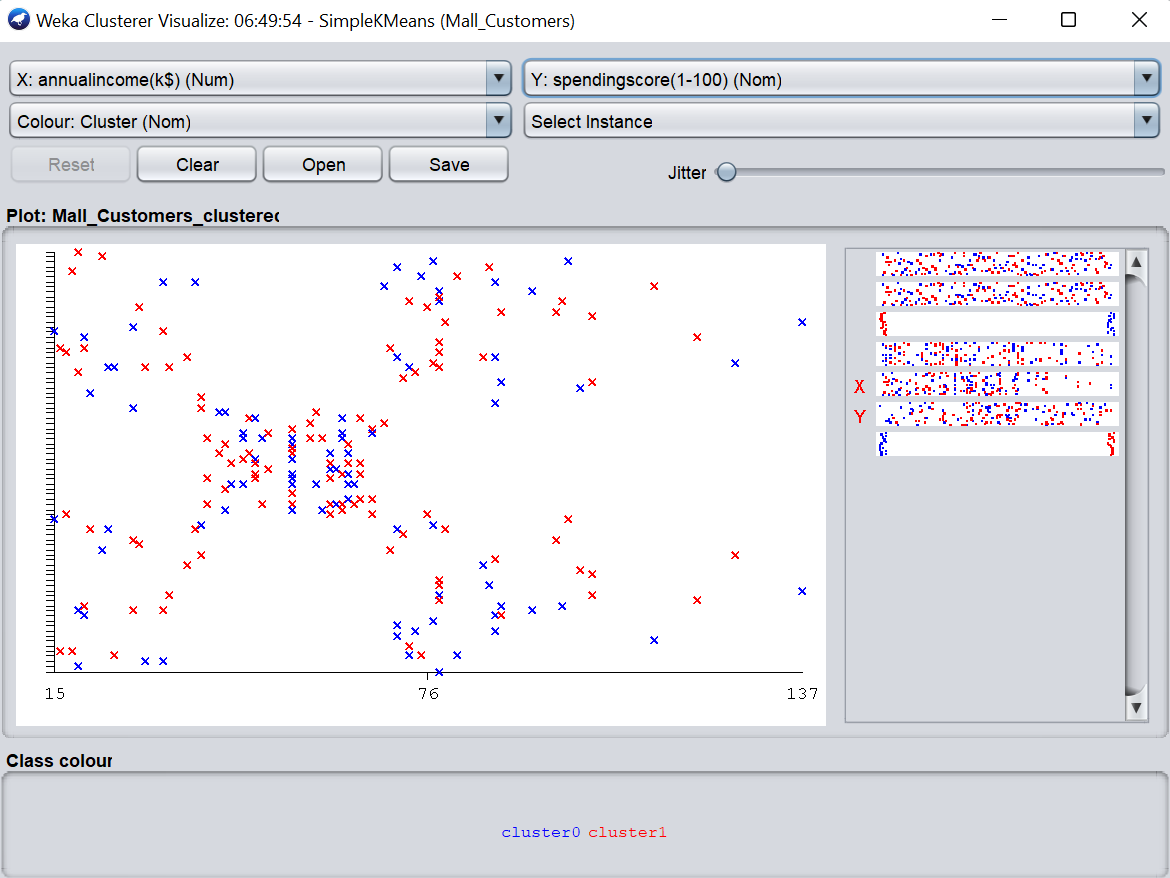 Weka Clusterer Visualize: 06:49:54 - SimpleKMeans (Mall_Customers)
X: annualincome(k$) (Num)
Y: spendingscore(1-100) (Nom)
Colour: Cluster (Nom)
Select Instance
Reset
Clear
Open
Save
Jitter
Plot: Mall_Customers_clustered
X
Y
15
76
137
Class colour
cluster0 cluster1